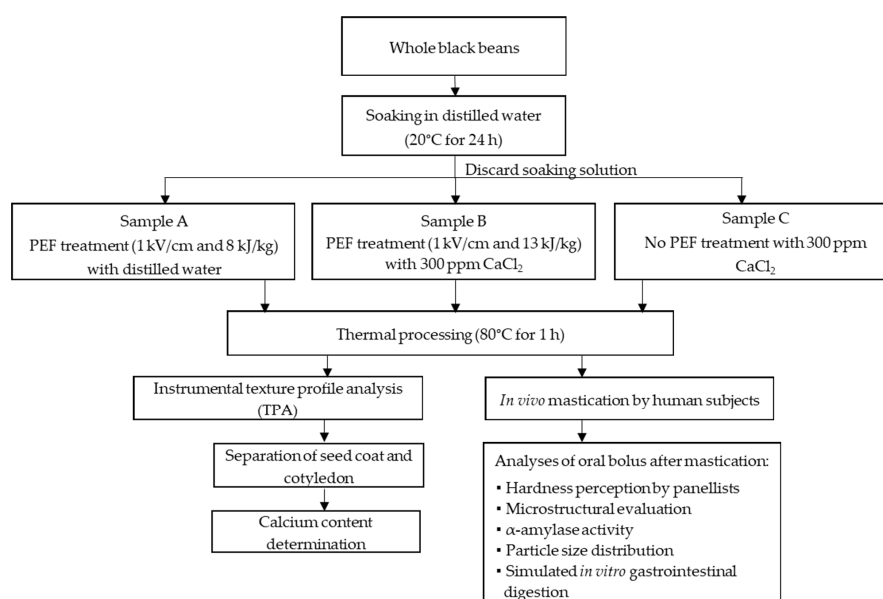 Whole black beans
Soaking in distilled water
(20°C for 24 h)
Discard soaking solution
Sample A
PEF treatment (1 kV/cm and 8 kJ/kg)
with distilled water
Sample B
PEF treatment (1 kV/cm and 13 kJ/kg)
with 300 ppm CaCl₂
Sample C
No PEF treatment with 300 ppm
CaCl₂
Thermal processing (80°C for 1 h)
Instrumental texture profile analysis
(TPA)
Separation of seed coat and
cotyledon
Calcium content
determination
In vivo mastication by human subjects
Analyses of oral bolus after mastication:
▪ Hardness perception by panellists
▪ Microstructural evaluation
▪ α-amylase activity
▪ Particle size distribution
▪ Simulated in vitro gastrointestinal
digestion